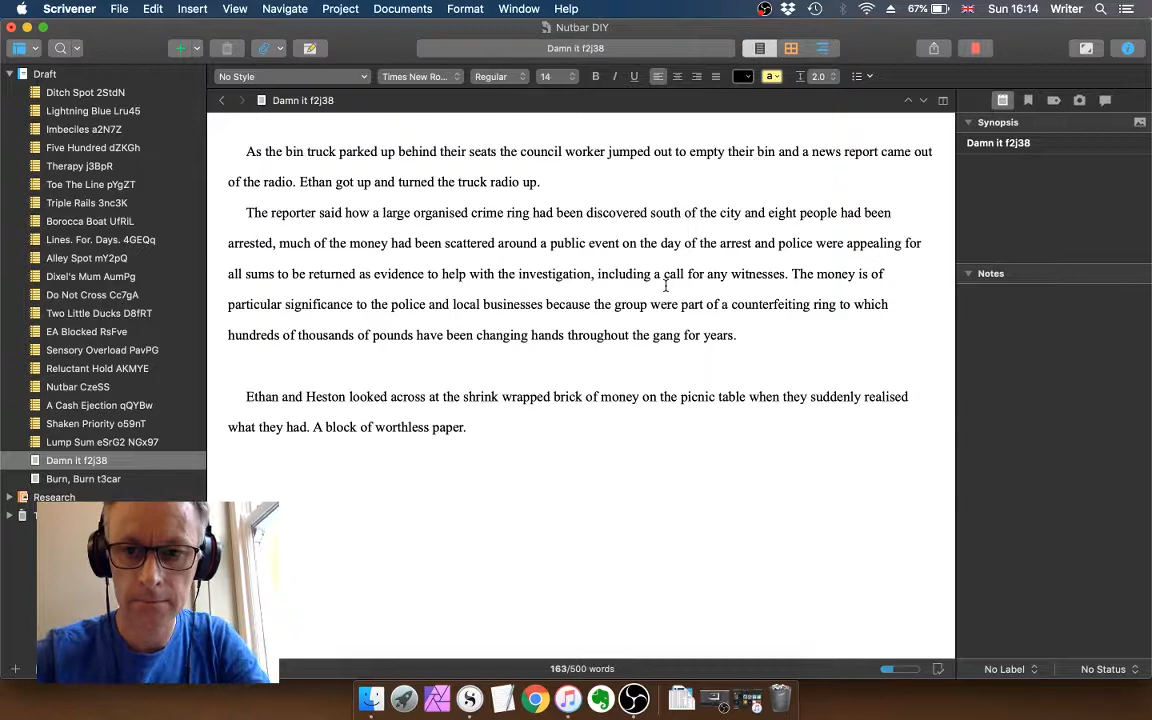 Scrivener File Edit Insert View Navigate Project Documents Format Window Help 67% Sun 16:14 Writer
Nutbar DIY
Damn it f2j38
No Style Times New Ro... Regular 14 B I U a 2.0
Draft
Damn it f2j38
Ditch Spot 2StdN
Lightning Blue Lru45
Imbeciles a2N7Z
Five Hundred dZKGh
Therapy j3BpR
Toe The Line pYgZT
Triple Rails 3nc3K
Borocca Boat UfRiL
Lines. For. Days. 4GEQq
Alley Spot mY2pQ
Dixel's Mum AumPg
Do Not Cross Cc7gA
Two Little Ducks D8fRT
EA Blocked RsFve
Sensory Overload PavPG
Reluctant Hold AKMYE
Nutbar CzeSS
A Cash Ejection qQYBw
Shaken Priority o59nT
Lump Sum eSrG2 NGx97
Damn it f2j38
Burn, Burn t3car
Research
As the bin truck parked up behind their seats the council worker jumped out to empty their bin and a news report came out
of the radio. Ethan got up and turned the truck radio up.
The reporter said how a large organised crime ring had been discovered south of the city and eight people had been
arrested, much of the money had been scattered around a public event on the day of the arrest and police were appealing for
all sums to be returned as evidence to help with the investigation, including a call for any witnesses. The money is of
particular significance to the police and local businesses because the group were part of a counterfeiting ring to which
hundreds of thousands of pounds have been changing hands throughout the gang for years.
Ethan and Heston looked across at the shrink wrapped brick of money on the picnic table when they suddenly realised
what they had. A block of worthless paper.
163/500 words
Synopsis
Damn it f2j38
Notes
No Label No Status